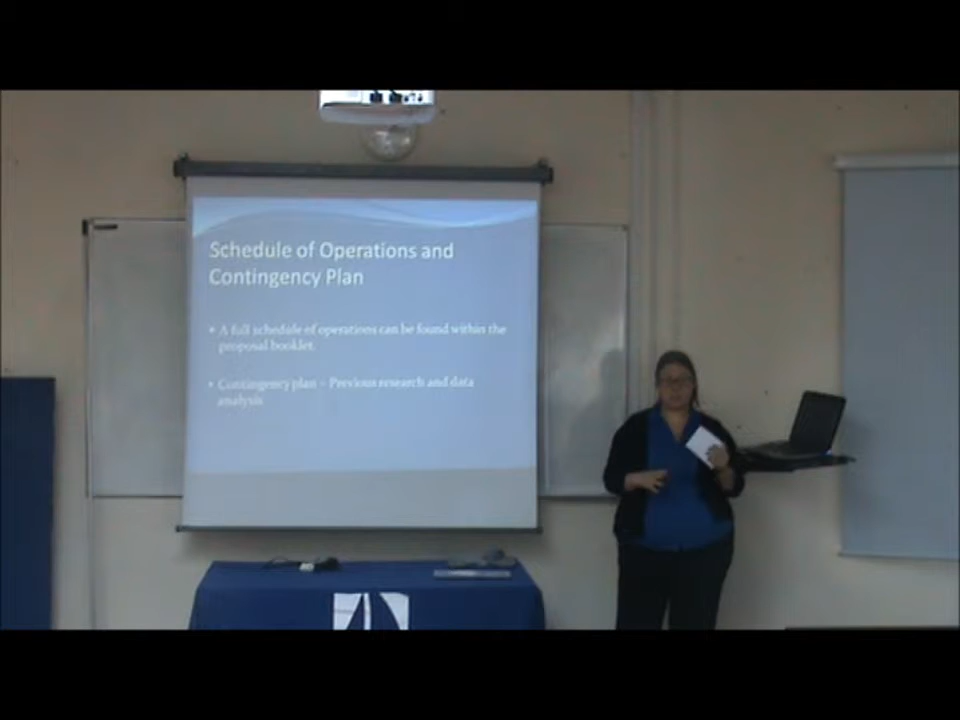 Schedule of Operations and
Contingency Plan
• A full schedule of operations can be found within the
proposal booklet.
• Contingency plan – Previous research and data
analysis